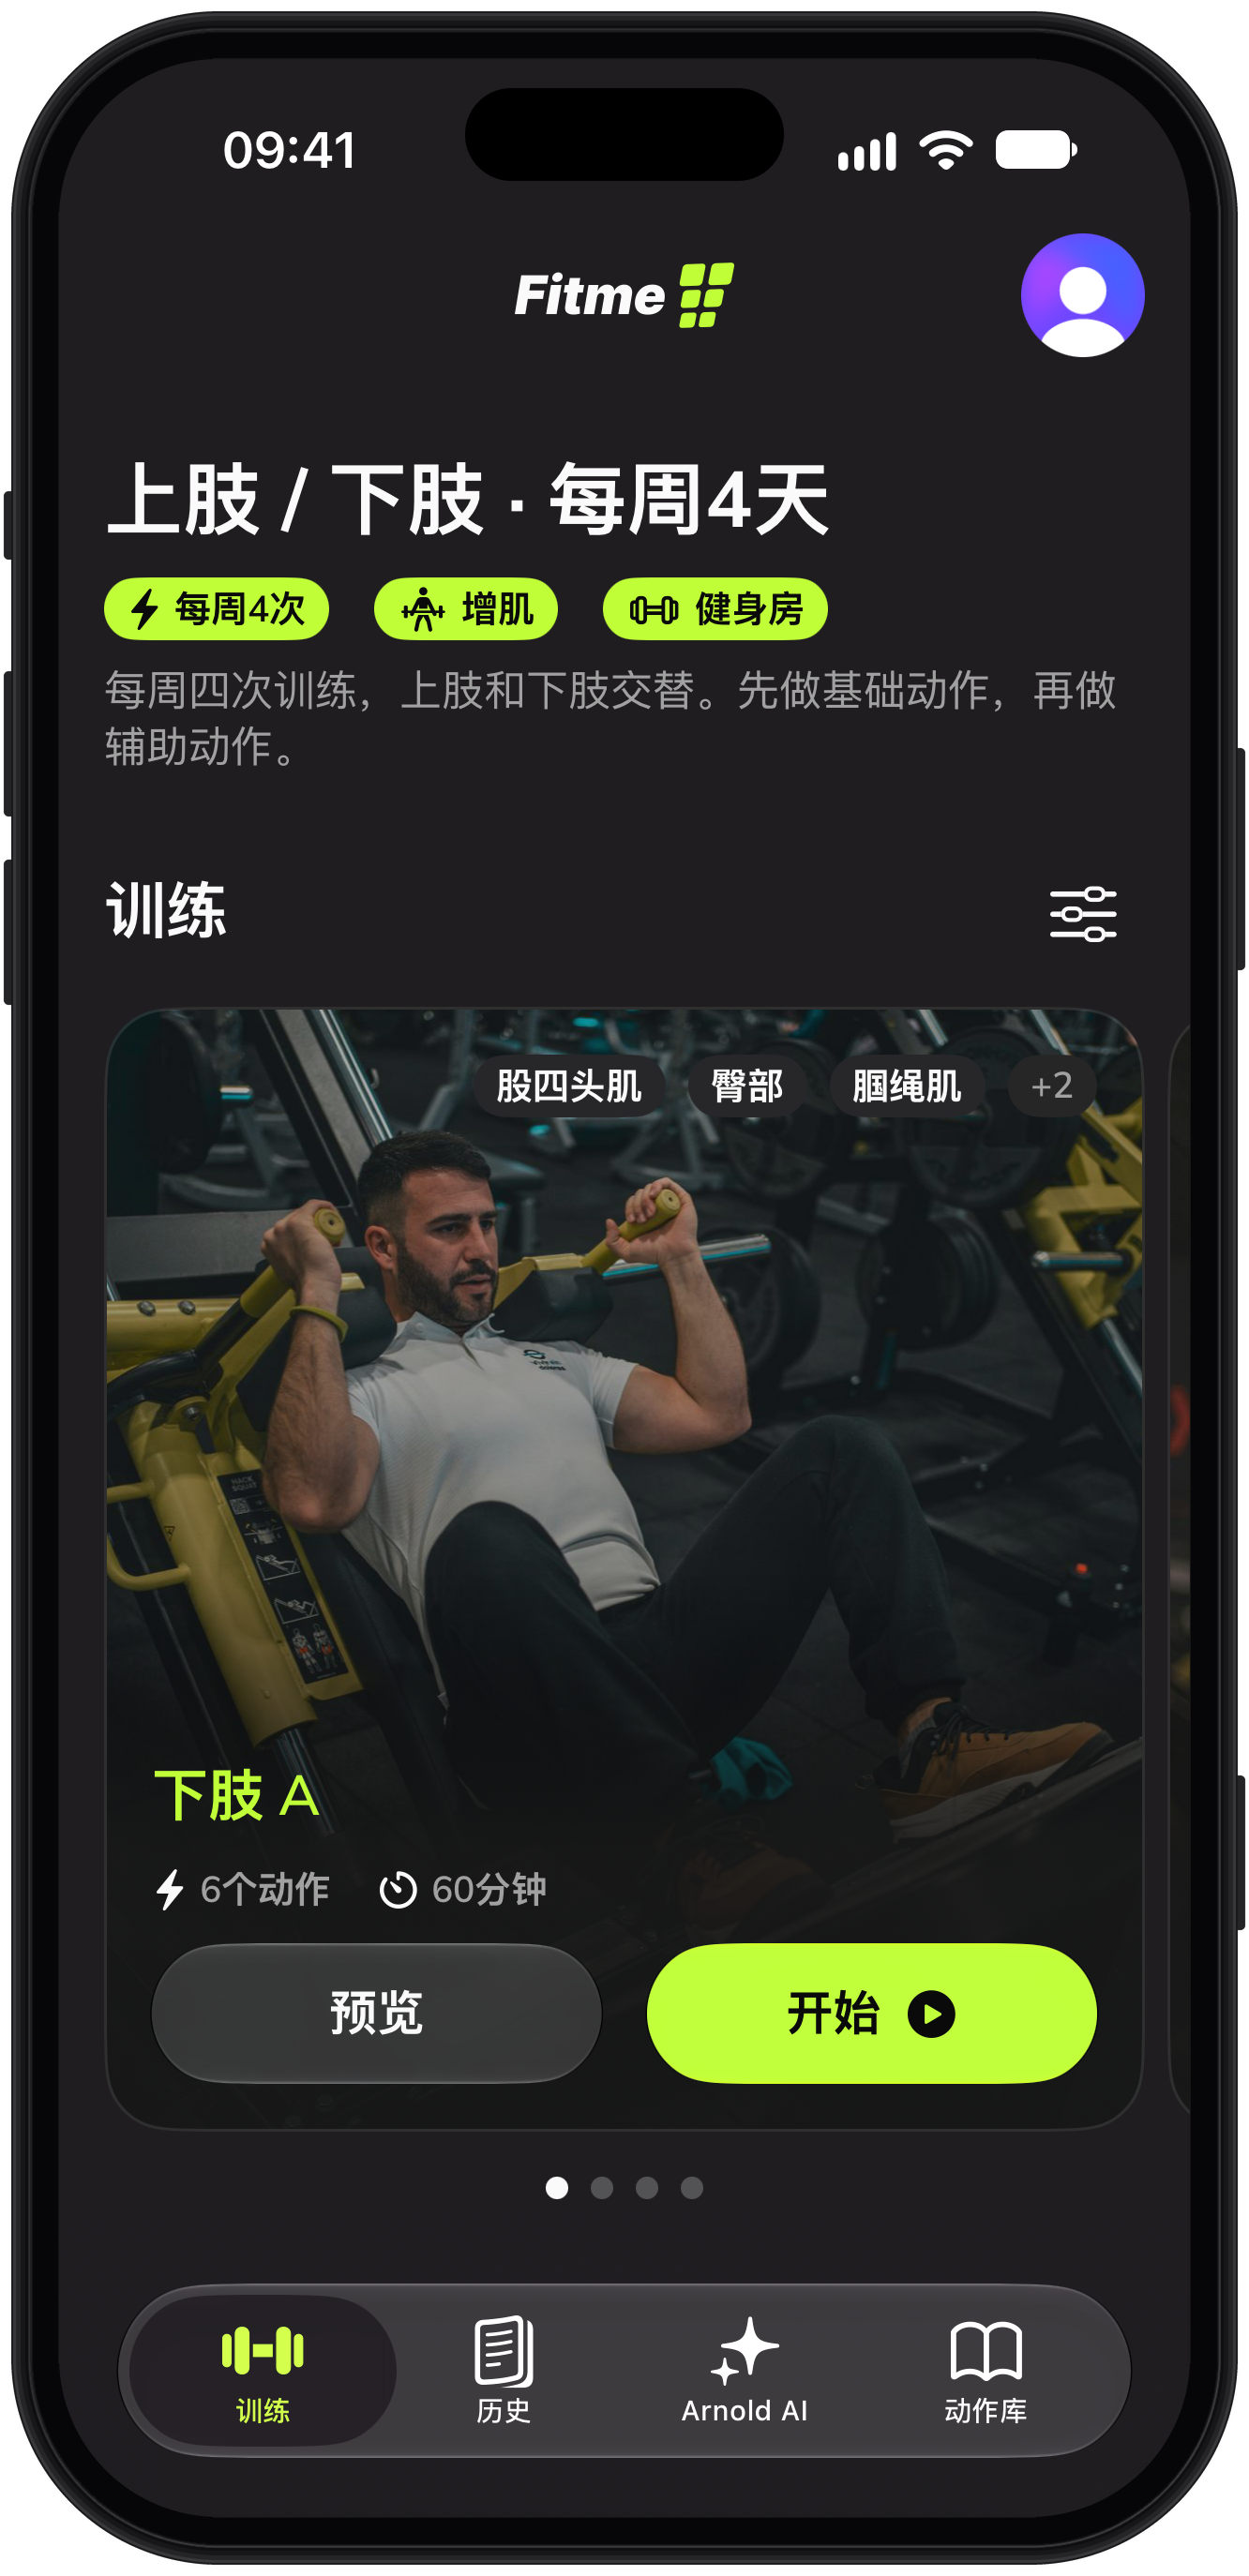 09:41
Fitme
上肢 / 下肢 · 每周4天
每周4次 增肌 健身房
每周四次训练，上肢和下肢交替。先做基础动作，再做
辅助动作。
训练
股四头肌 臀部 腘绳肌 +2
HACK
SQUAT
下肢 A
6个动作 60分钟
预览 开始
训练 历史 Arnold AI 动作库